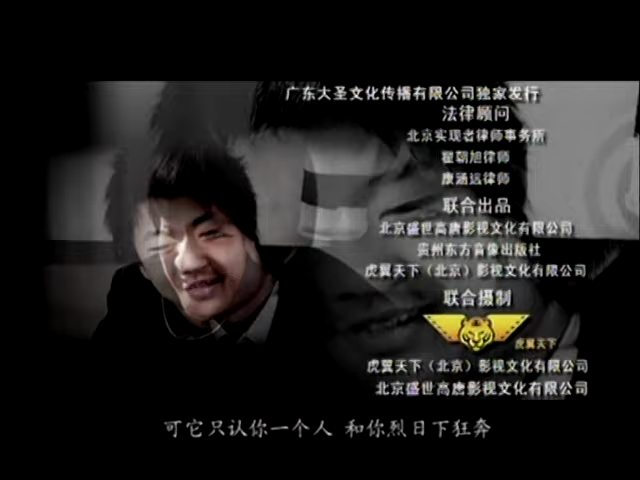 广东大圣文化传播有限公司独家发行
法律顾问
北京实现者律师事务所
翟朝旭律师
康涵远律师
联合出品
北京盛世高唐影视文化有限公司
贵州东方音像出版社
虎翼天下（北京）影视文化有限公司
联合摄制
虎翼天下
虎翼天下（北京）影视文化有限公司
北京盛世高唐影视文化有限公司
可它只认你一个人 和你烈日下狂奔